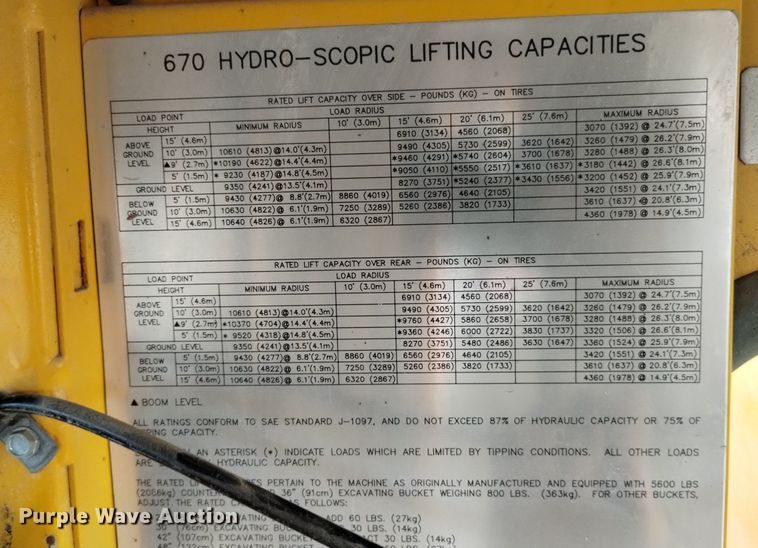 670 HYDRO-SCOPIC LIFTING CAPACITIES
RATED LIFT CAPACITY OVER SIDE - POUNDS (KG) - ON TIRES
LOAD POINT LOAD RADIUS
HEIGHT MINIMUM RADIUS 10' (3.0m) 15' (4.6m) 20' (6.1m) 25' (7.6m) MAXIMUM RADIUS
ABOVE GROUND LEVEL 15' (4.6m) 6910 (3134) 4560 (2068) 3070 (1392) @ 24.7'(7.5m)
10' (3.0m) 10610 (4813)@14.0'(4.3m) 9490 (4305) 5730 (2599) 3620 (1642) 3260 (1479) @ 26.2'(7.9m)
▲9' (2.7m) *10190 (4622)@14.4'(4.4m) *9460 (4291) *5740 (2604) 3700 (1678) 3280 (1488) @ 26.3'(8.0m)
5' (1.5m) * 9230 (4187)@14.8'(4.5m) *9050 (4110) *5550 (2517) *3610 (1637) *3180 (1442) @ 26.6'(8.1m)
GROUND LEVEL 9350 (4241)@13.5'(4.1m) 8270 (3751) *5240 (2377) *3430 (1556) *3200 (1452) @ 25.9'(7.9m)
BELOW GROUND LEVEL 5' (1.5m) 9430 (4277)@ 8.8'(2.7m) 8860 (4019) 6560 (2976) 4640 (2105) 3420 (1551) @ 24.1'(7.3m)
10' (3.0m) 10630 (4822)@ 6.1'(1.9m) 7250 (3289) 5260 (2386) 3820 (1733) 3610 (1637) @ 20.8'(6.3m)
15' (4.6m) 10640 (4826)@ 6.1'(1.9m) 6320 (2867) 4360 (1978) @ 14.9'(4.5m)
RATED LIFT CAPACITY OVER REAR - POUNDS (KG) - ON TIRES
LOAD POINT LOAD RADIUS
HEIGHT MINIMUM RADIUS 10' (3.0m) 15' (4.6m) 20' (6.1m) 25' (7.6m) MAXIMUM RADIUS
ABOVE GROUND LEVEL 15' (4.6m) 6910 (3134) 4560 (2068) 3070 (1392) @ 24.7'(7.5m)
10' (3.0m) 10610 (4813)@14.0'(4.3m) 9490 (4305) 5730 (2599) 3620 (1642) 3260 (1479) @ 26.2'(7.9m)
▲9' (2.7m) *10370 (4704)@14.4'(4.4m) *9760 (4427) 5860 (2658) 3700 (1678) 3280 (1488) @ 26.3'(8.0m)
5' (1.5m) * 9520 (4318)@14.8'(4.5m) *9360 (4246) 6000 (2722) 3830 (1737) 3320 (1506) @ 26.6'(8.1m)
GROUND LEVEL 9350 (4241)@13.5'(4.1m) 8270 (3751) 5480 (2486) 3630 (1647) 3360 (1524) @ 25.9'(7.9m)
BELOW GROUND LEVEL 5' (1.5m) 9430 (4277)@ 8.8'(2.7m) 8860 (4019) 6560 (2976) 4640 (2105) 3420 (1551) @ 24.1'(7.3m)
10' (3.0m) 10630 (4822)@ 6.1'(1.9m) 7250 (3289) 5260 (2386) 3820 (1733) 3610 (1637) @ 20.8'(6.3m)
15' (4.6m) 10640 (4826)@ 6.1'(1.9m) 6320 (2867) 4360 (1978) @ 14.9'(4.5m)
▲ BOOM LEVEL
ALL RATINGS CONFORM TO SAE STANDARD J-1097, AND DO NOT EXCEED 87% OF HYDRAULIC CAPACITY OR 75% OF
CAPACITY.
AN ASTERISK (*) INDICATE LOADS WHICH ARE LIMITED BY TIPPING CONDITIONS. ALL OTHER LOADS
ARE HYDRAULIC CAPACITY.
THE RATED PERTAIN TO THE MACHINE AS ORIGINALLY MANUFACTURED AND EQUIPPED WITH 5600 LBS
(2086kg) 36" (91cm) EXCAVATING BUCKET WEIGHING 800 LBS. (363kg). FOR OTHER BUCKETS,
ADJUST THE RATED AS FOLLOWS:
ADD 60 LBS. (27kg)
30" (76cm) EXCAVATING 30 LBS. (14kg)
42" (107cm) EXCAVATING BUCKET 30 LBS. (14kg)
48" EXCAVATING
Purple Wave Auction